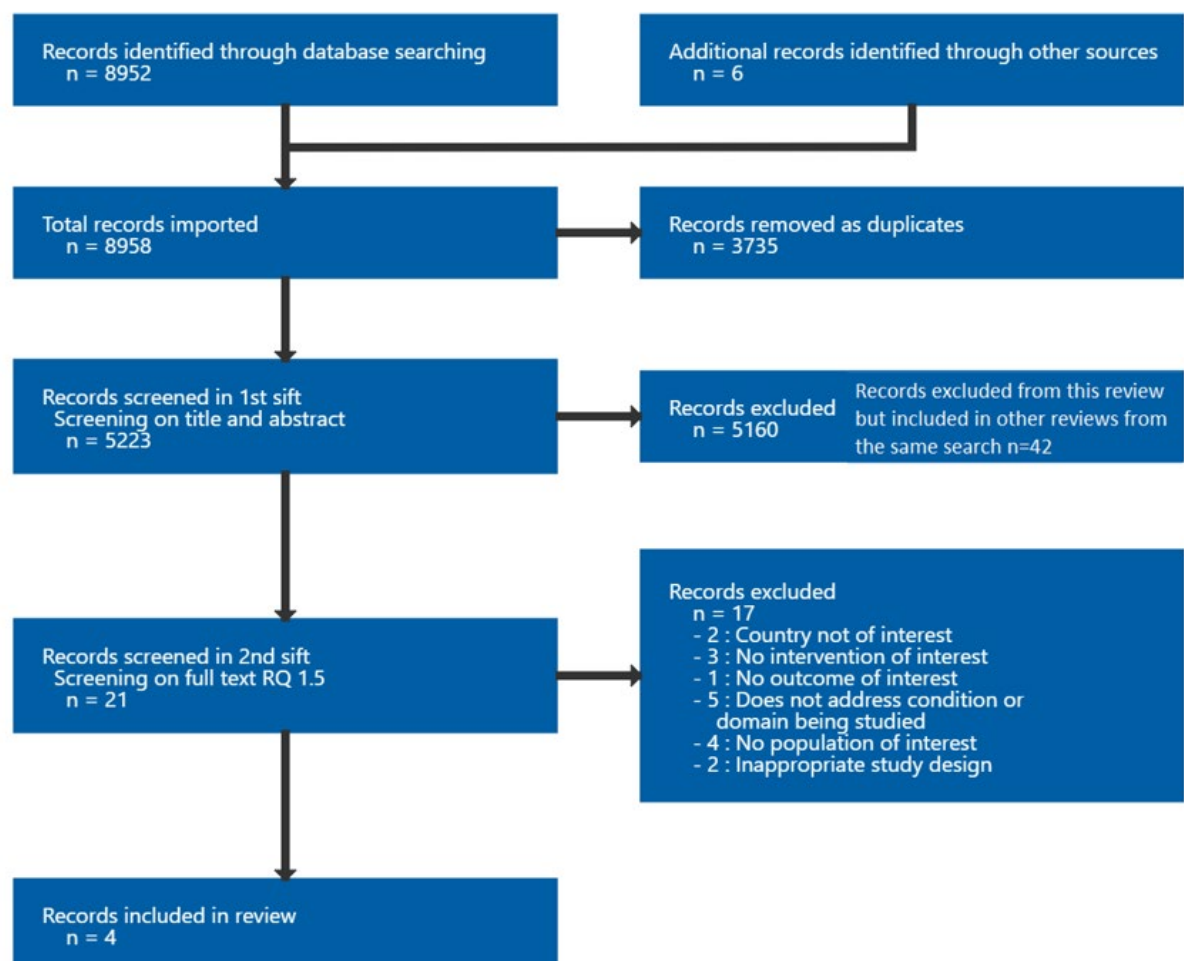 Records identified through database searching
n = 8952
Additional records identified through other sources
n = 6
Total records imported
n = 8958
Records removed as duplicates
n = 3735
Records screened in 1st sift
Screening on title and abstract
n = 5223
Records excluded
n = 5160
Records excluded from this review
but included in other reviews from
the same search n=42
Records screened in 2nd sift
Screening on full text RQ 1.5
n = 21
Records excluded
n = 17
- 2 : Country not of interest
- 3 : No intervention of interest
- 1 : No outcome of interest
- 5 : Does not address condition or
domain being studied
- 4 : No population of interest
- 2 : Inappropriate study design
Records included in review
n = 4